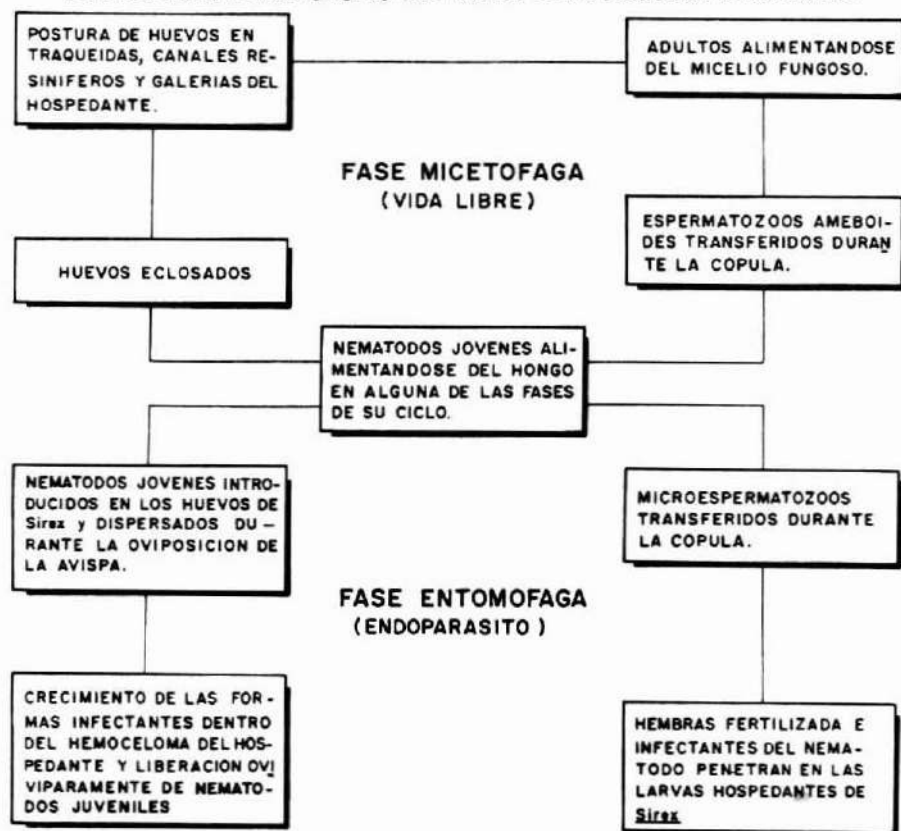 POSTURA DE HUEVOS EN
TRAQUEIDAS, CANALES RE-
SINIFEROS Y GALERIAS DEL
HOSPEDANTE.
ADULTOS ALIMENTANDOSE
DEL MICELIO FUNGOSO.
FASE MICETOFAGA
(VIDA LIBRE)
ESPERMATOZOOS AMEBOI-
DES TRANSFERIDOS DURAN
TE LA COPULA.
HUEVOS ECLOSADOS
NEMATODOS JOVENES ALI-
MENTANDOSE DEL HONGO
EN ALGUNA DE LAS FASES
DE SU CICLO.
NEMATODOS JOVENES INTRO-
DUCIDOS EN LOS HUEVOS DE
Sirex y DISPERSADOS DU-
RANTE LA OVIPOSICION DE
LA AVISPA.
MICROESPERMATOZOOS
TRANSFERIDOS DURANTE
LA COPULA.
FASE ENTOMOFAGA
(ENDOPARASITO)
CRECIMIENTO DE LAS FOR-
MAS INFECTANTES DENTRO
DEL HEMOCELOMA DEL HOS-
PEDANTE Y LIBERACION OVI
VIPARAMENTE DE NEMATO-
DOS JUVENILES
HEMBRAS FERTILIZADA E
INFECTANTES DEL NEMA-
TODO PENETRAN EN LAS
LARVAS HOSPEDANTES DE
Sirex